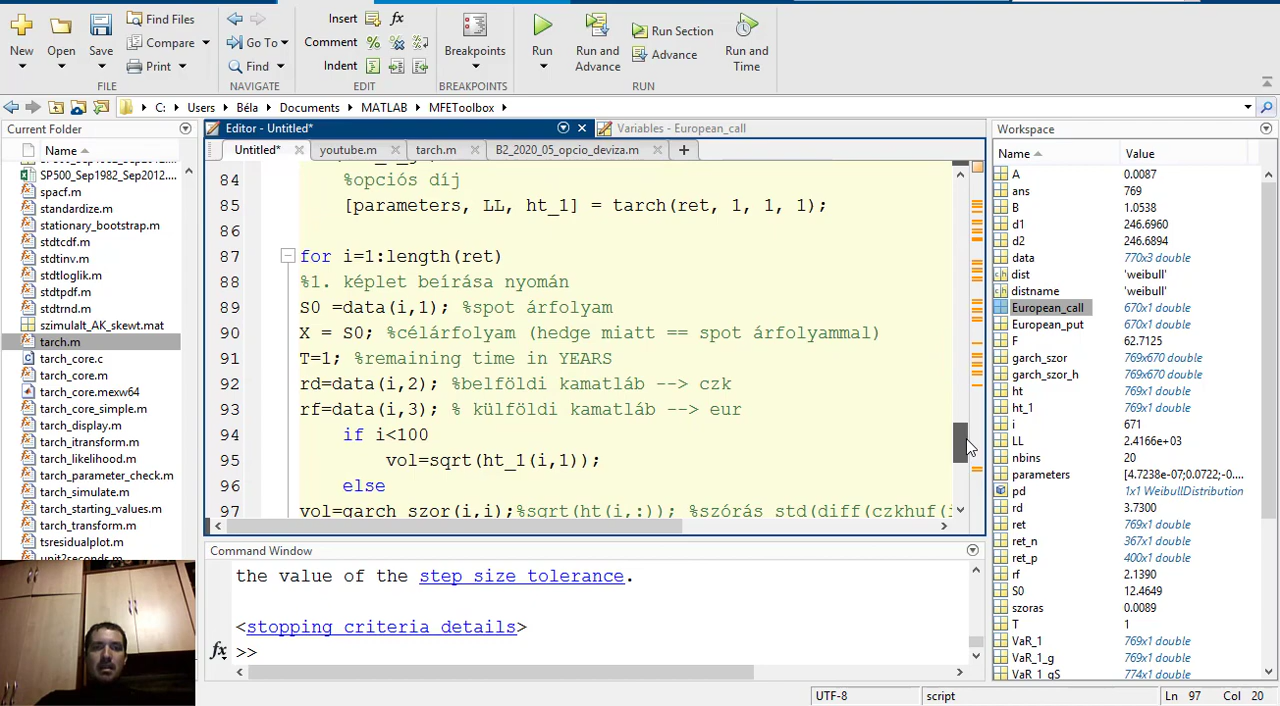 Insert fx
Find Files
Compare
Print
New Open Save
Go To
Find
Comment
Indent
Breakpoints
Run
Run and Advance
Run Section
Advance
Run and Time
FILE NAVIGATE EDIT BREAKPOINTS RUN
C: Users Béla Documents MATLAB MFEToolbox
Current Folder
Name
SP500_Sep1982_Sep2012....
spacf.m
standardize.m
stationary_bootstrap.m
stdtcdf.m
stdtinv.m
stdtloglik.m
stdtpdf.m
stdtrnd.m
szimulalt_AK_skewt.mat
tarch.m
tarch_core.c
tarch_core.m
tarch_core.mexw64
tarch_core_simple.m
tarch_display.m
tarch_itransform.m
tarch_likelihood.m
tarch_parameter_check.m
tarch_simulate.m
tarch_starting_values.m
tarch_transform.m
tsresidualplot.m
unit2seconds.m
Editor - Untitled*
Variables - European_call
Untitled* youtube.m tarch.m B2_2020_05_opcio_deviza.m
84 %opciós díj
85 [parameters, LL, ht_1] = tarch(ret, 1, 1, 1);
86
87 for i=1:length(ret)
88 %1. képlet beírása nyomán
89 S0 =data(i,1); %spot árfolyam
90 X = S0; %célárfolyam (hedge miatt == spot árfolyammal)
91 T=1; %remaining time in YEARS
92 rd=data(i,2); %belföldi kamatláb --> czk
93 rf=data(i,3); % külföldi kamatláb --> eur
94 if i<100
95 vol=sqrt(ht_1(i,1));
96 else
97 vol=garch_szor(i,i);%sqrt(ht(i,:)); %szórás std(diff(czkhuf(i
Command Window
the value of the step size tolerance.
<stopping criteria details>
fx >>
Workspace
Name Value
A 0.0087
ans 769
B 1.0538
d1 246.6960
d2 246.6894
data 770x3 double
dist 'weibull'
distname 'weibull'
European_call 670x1 double
European_put 670x1 double
F 62.7125
garch_szor 769x670 double
garch_szor_h 769x670 double
ht 769x1 double
ht_1 769x1 double
i 671
LL 2.4166e+03
nbins 20
parameters [4.7238e-07;0.0722;-0....
pd 1x1 WeibullDistribution
rd 3.7300
ret 769x1 double
ret_n 367x1 double
ret_p 400x1 double
rf 2.1390
S0 12.4649
szoras 0.0089
T 1
VaR_1 769x1 double
VaR_1_g 769x1 double
VaR_1_gS 774x1 double
UTF-8 script Ln 97 Col 20